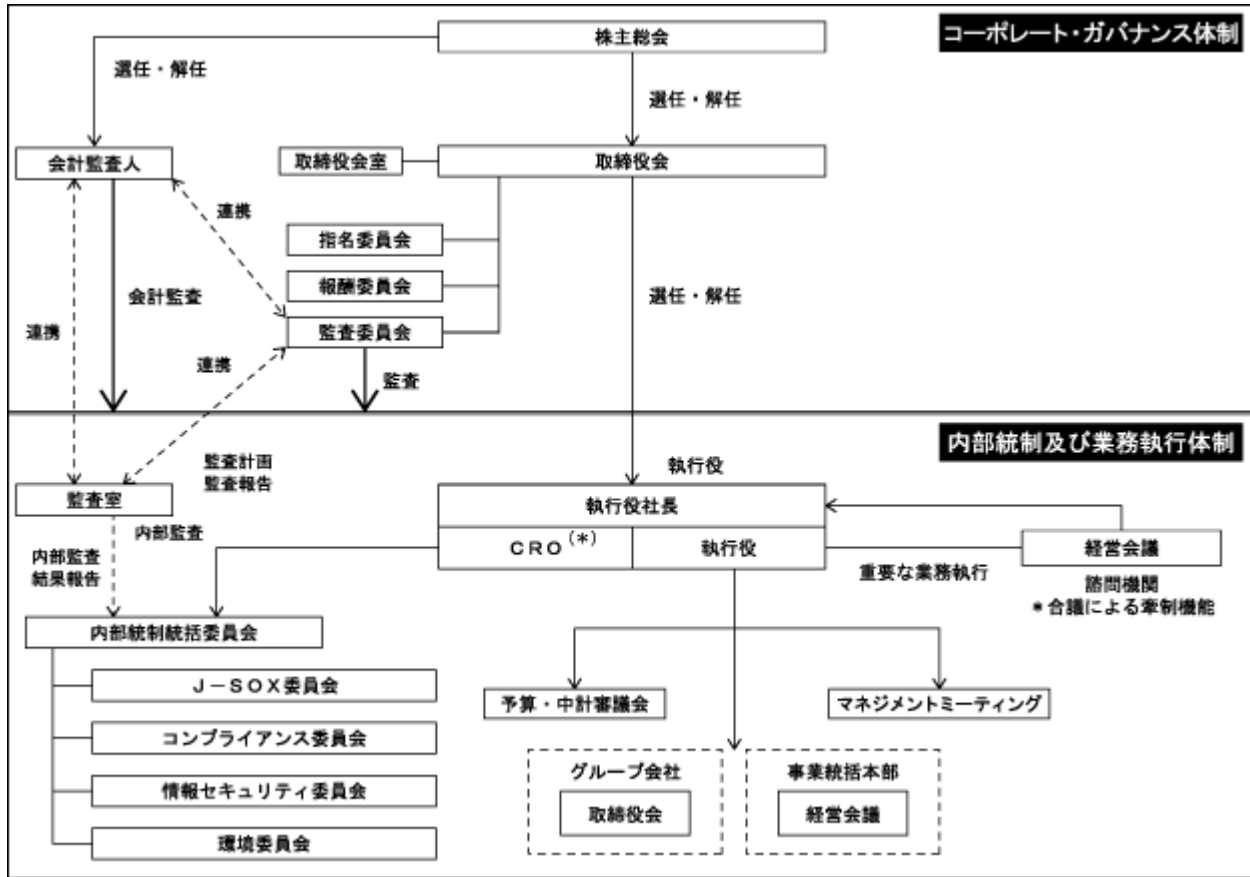 コーポレート・ガバナンス体制
株主総会
選任・解任
選任・解任
会計監査人
取締役会室
取締役会
連携
指名委員会
報酬委員会
会計監査
選任・解任
連携
監査委員会
連携
監査
内部統制及び業務執行体制
監査計画
監査報告
執行役
監査室
執行役社長
内部監査
CRO(*)
執行役
経営会議
内部監査
結果報告
重要な業務執行
諮問機関
*合議による牽制機能
内部統制統括委員会
J-SOX委員会
予算・中計審議会
マネジメントミーティング
コンプライアンス委員会
グループ会社
事業統括本部
情報セキュリティ委員会
取締役会
経営会議
環境委員会